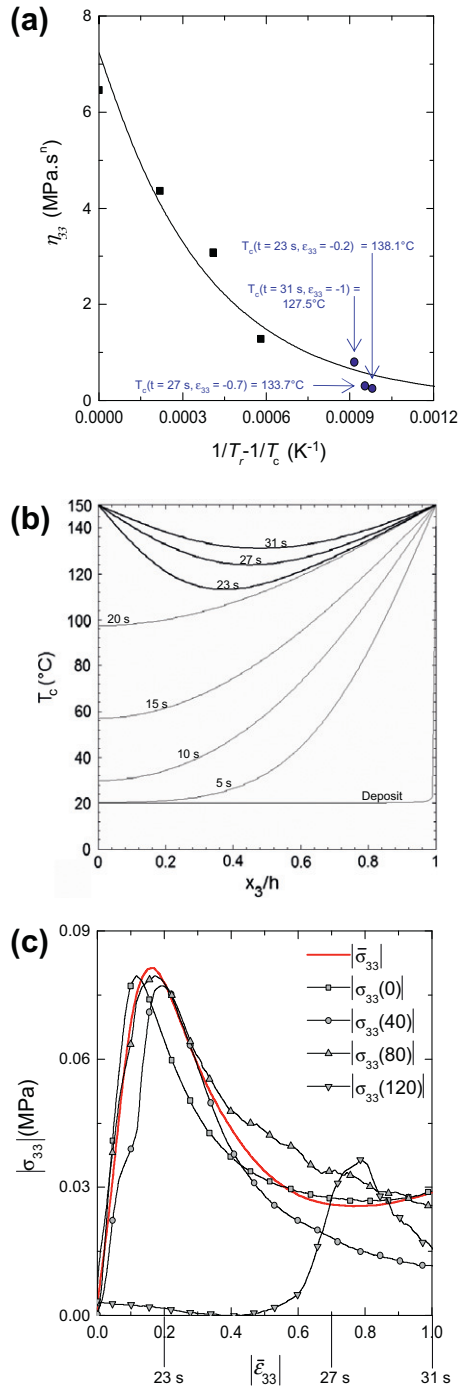 (a)
8
6
4
2
0
η33 (MPa.sⁿ)
Tc(t = 23 s, ε33 = -0.2) = 138.1°C
Tc(t = 31 s, ε33 = -1) =
127.5°C
Tc(t = 27 s, ε33 = -0.7) = 133.7°C
0.0000 0.0003 0.0006 0.0009 0.0012
1/Tr-1/Tc (K⁻¹)
(b)
150
140
120
100
80
60
40
20
0
Tc (°C)
31 s
27 s
23 s
20 s
15 s
10 s
5 s
Deposit
0 0.2 0.4 0.6 0.8 1
x3/h
(c)
0.09
0.06
0.03
0.00
|σ33|(MPa)
|σ̄33|
|σ33(0)|
|σ33(40)|
|σ33(80)|
|σ33(120)|
0.0 0.2 0.4 0.6 0.8 1.0
23 s |ε̄33| 27 s 31 s